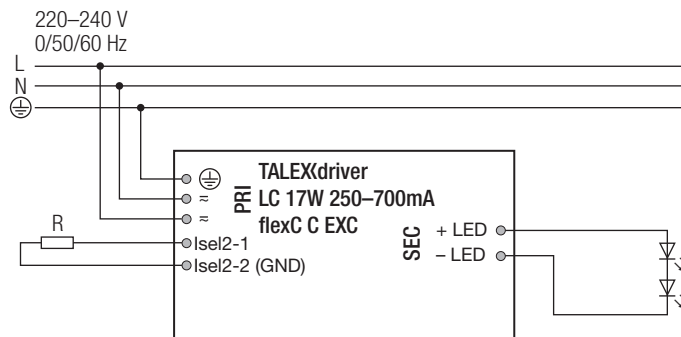 220–240 V
0/50/60 Hz
L
N
TALEXXdriver
LC 17W 250–700mA
flexC C EXC
PRI
≂
≂
R
Isel2-1
Isel2-2 (GND)
SEC
+ LED
– LED